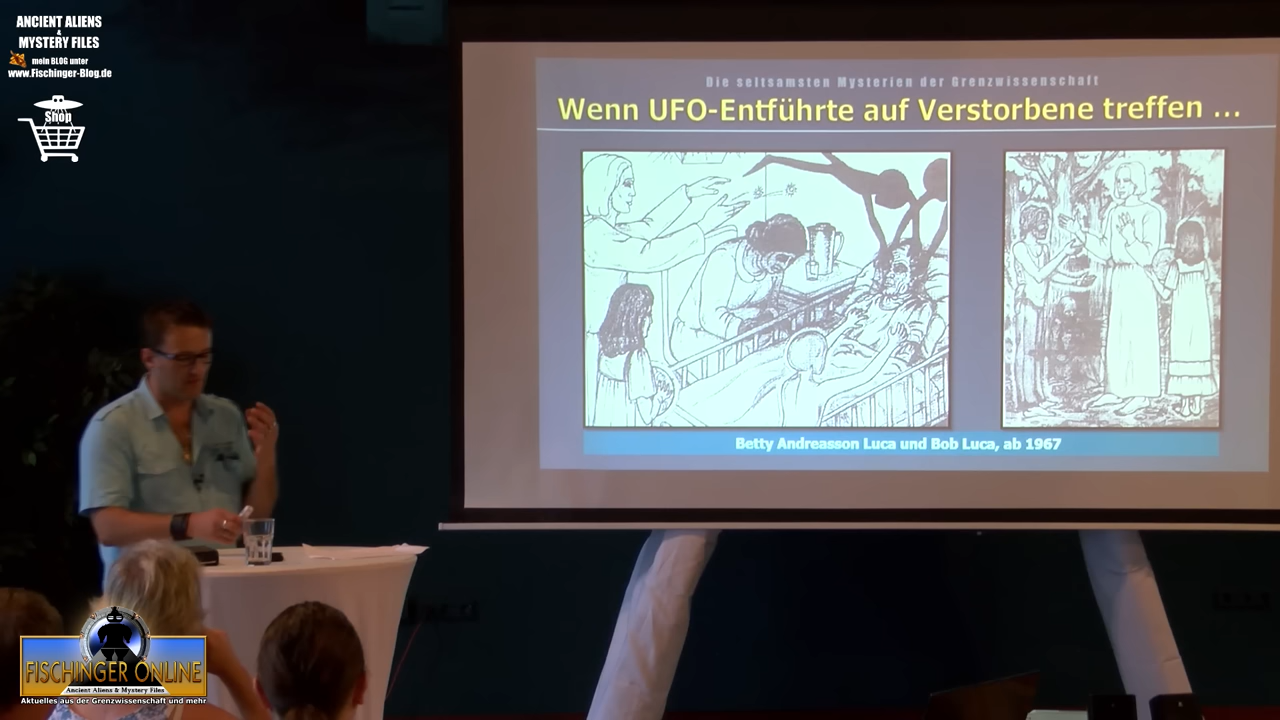 ANCIENT ALIENS
&
MYSTERY FILES
mein BLOG unter
www.Fischinger-Blog.de
Shop
Die seltsamsten Mysterien der Grenzwissenschaft
Wenn UFO-Entführte auf Verstorbene treffen ...
Betty Andreasson Luca und Bob Luca, ab 1967
FISCHINGER ONLINE
Ancient Aliens & Mystery Files
Aktuelles aus der Grenzwissenschaft und mehr